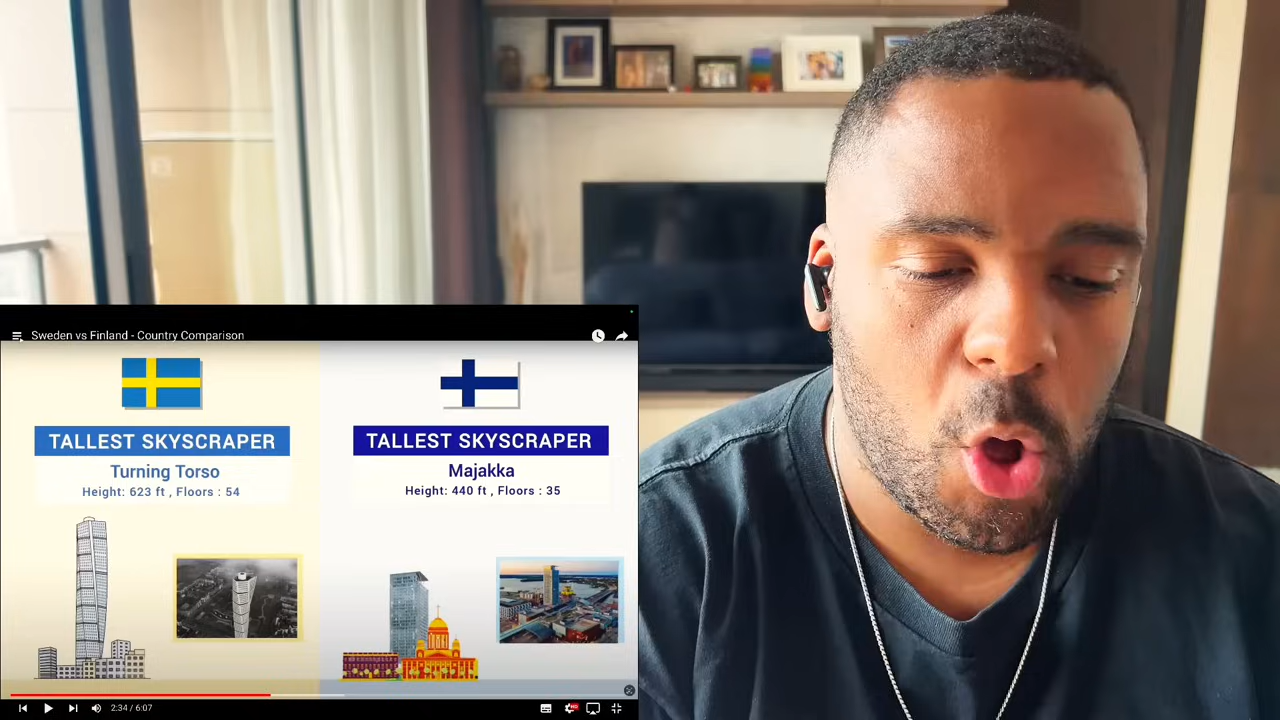 Sweden vs Finland - Country Comparison
TALLEST SKYSCRAPER
Turning Torso
Height: 623 ft , Floors : 54
TALLEST SKYSCRAPER
Majakka
Height: 440 ft , Floors : 35
2:34 / 6:07